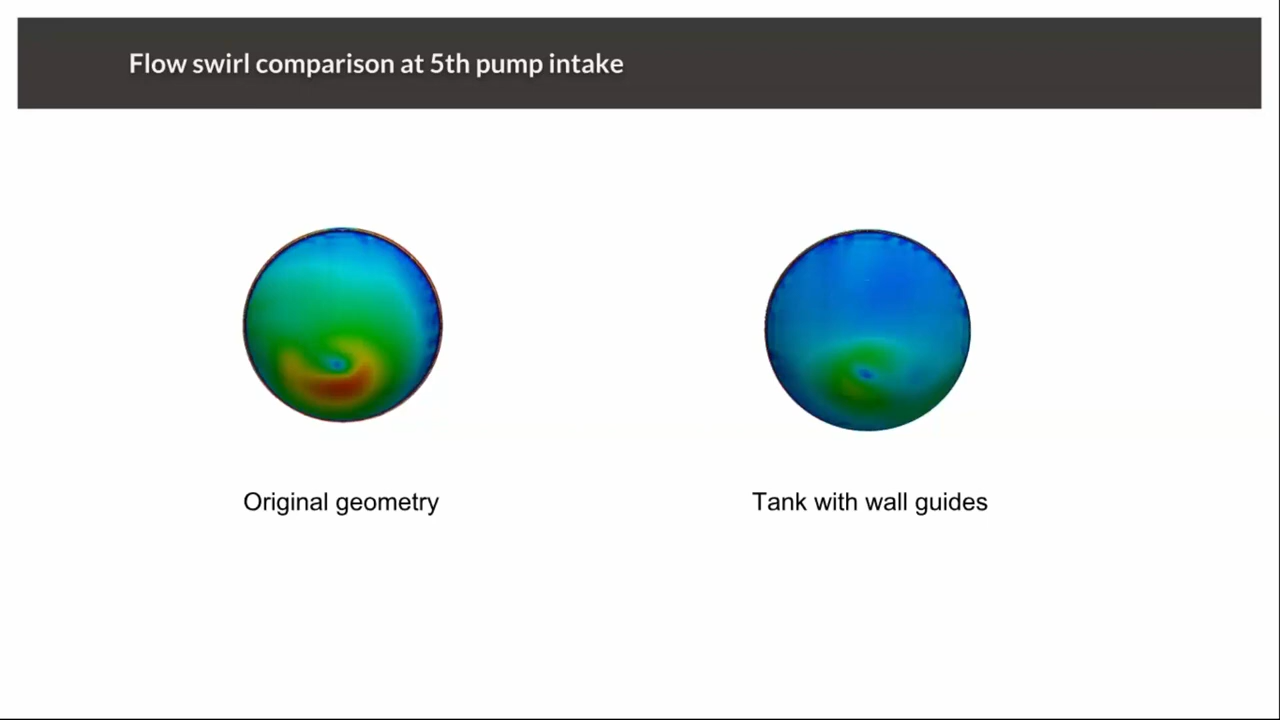 Flow swirl comparison at 5th pump intake
Original geometry
Tank with wall guides